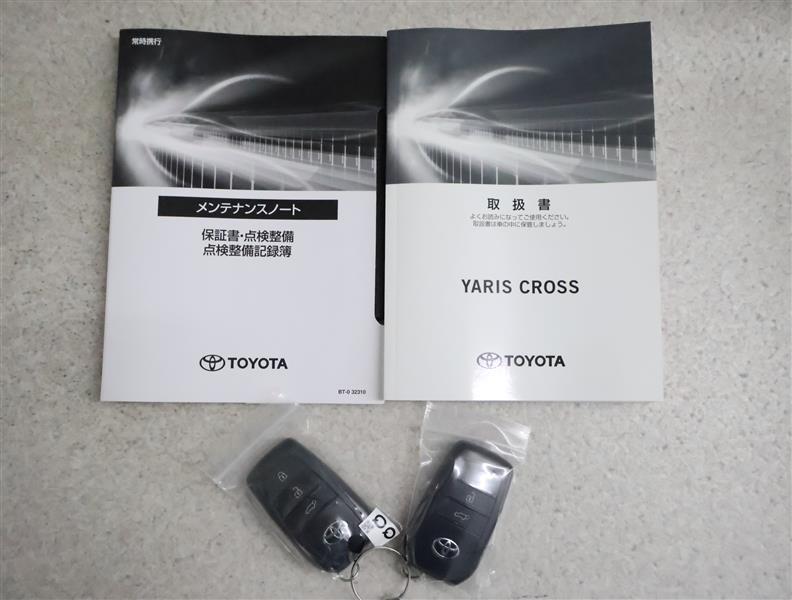 常時携行
メンテナンスノート
保証書・点検整備
点検整備記録簿
TOYOTA
BT-0 32310
取扱書
よくお読みになってご使用ください。
取扱書は車の中に保管しましょう。
YARIS CROSS
TOYOTA
QQ